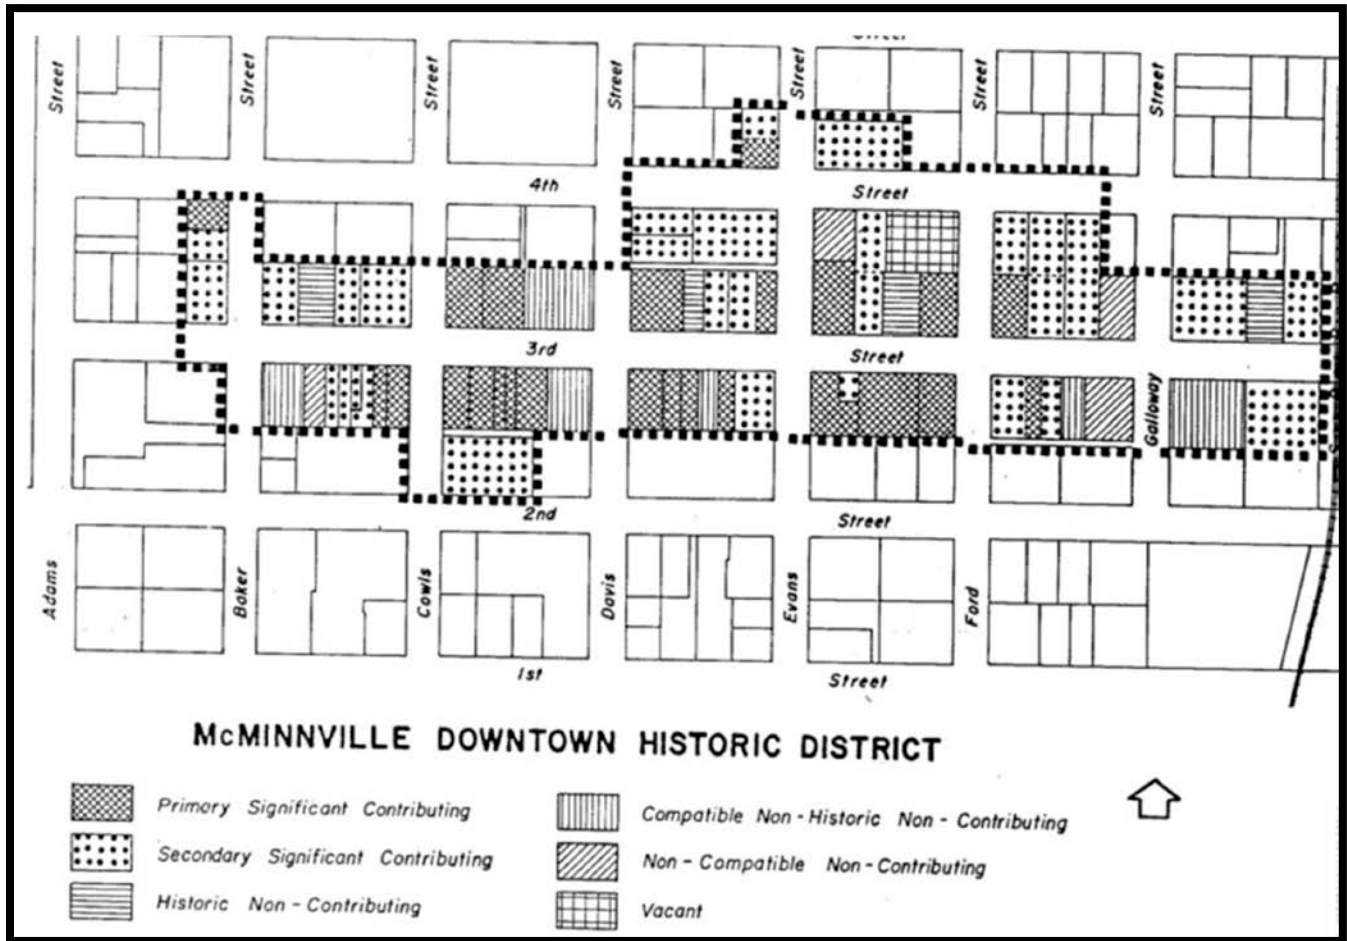 Street
Street
Street
Street
Street
Street
Street
4th
Street
3rd
Street
Galloway
2nd
Street
Adams
Baker
Cowls
Davis
Evans
Ford
1st
Street
McMINNVILLE DOWNTOWN HISTORIC DISTRICT
Primary Significant Contributing
Secondary Significant Contributing
Historic Non-Contributing
Compatible Non-Historic Non-Contributing
Non-Compatible Non-Contributing
Vacant